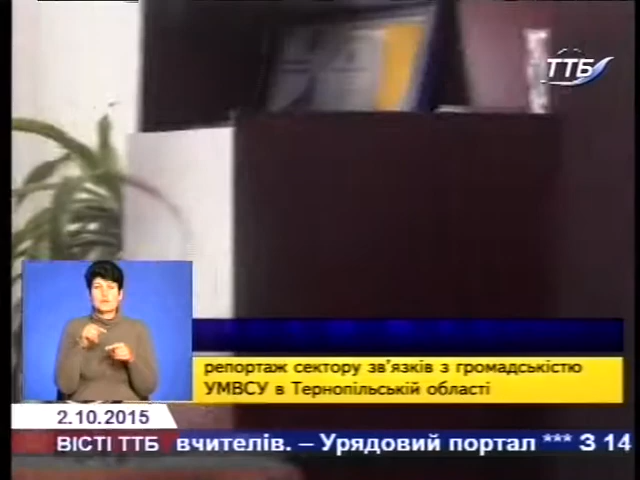 ТТБ
репортаж сектору зв'язків з громадськістю
УМВСУ в Тернопільській області
2.10.2015
ВІСТІ ТТБ вчителів. – Урядовий портал *** З 14